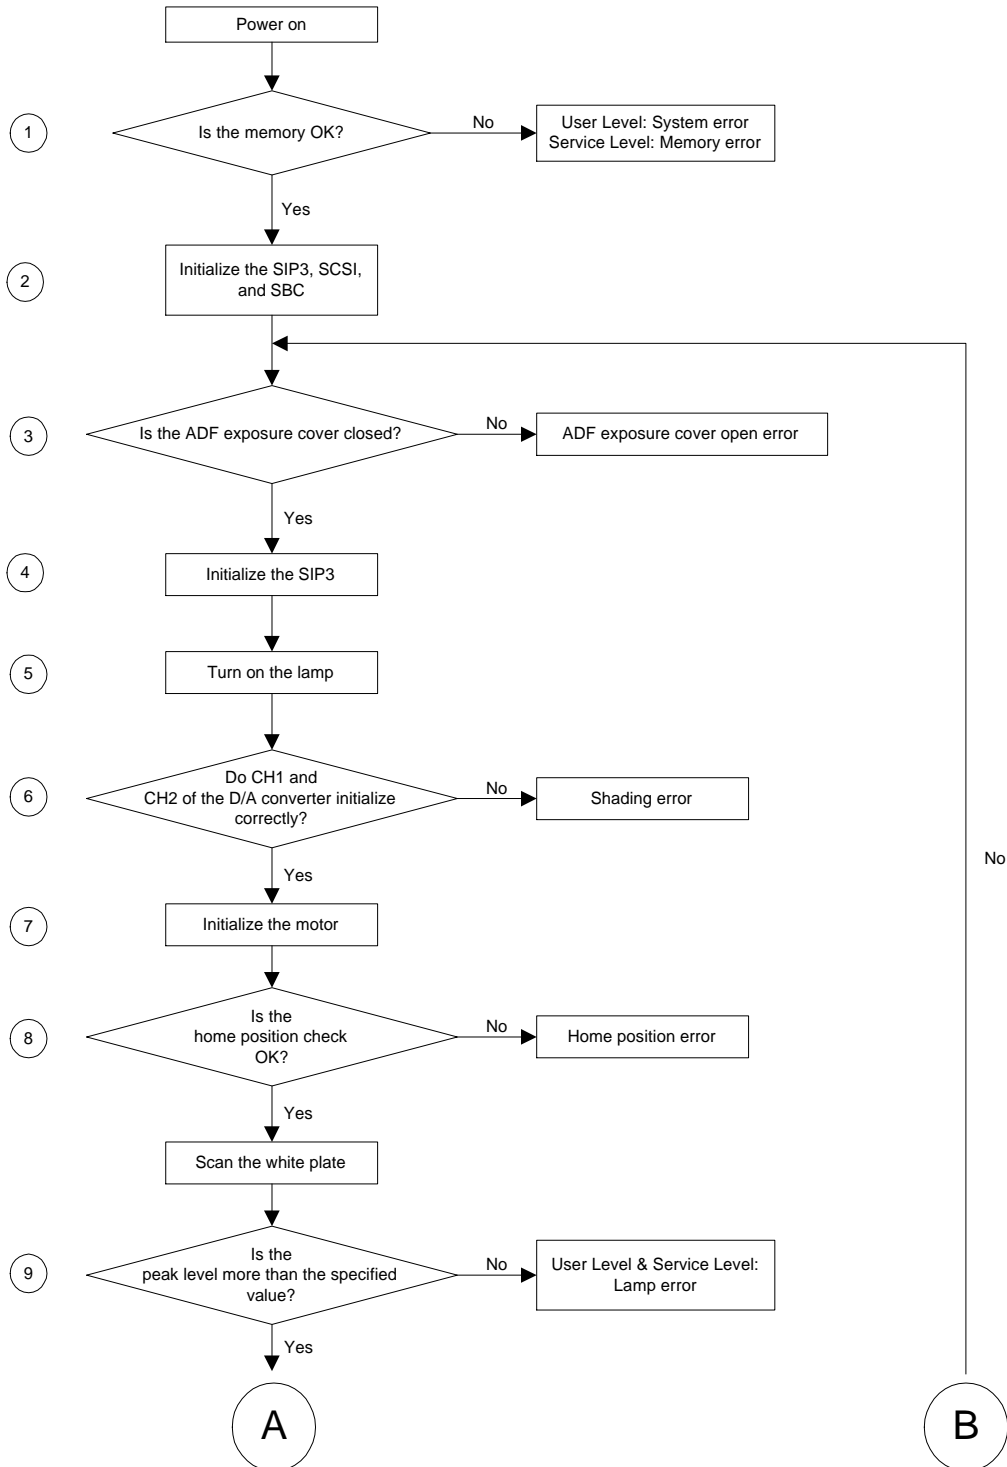 Power on
1
Is the memory OK?
No
User Level: System error
Service Level: Memory error
Yes
2
Initialize the SIP3, SCSI,
and SBC
3
Is the ADF exposure cover closed?
No
ADF exposure cover open error
Yes
4
Initialize the SIP3
5
Turn on the lamp
6
Do CH1 and
CH2 of the D/A converter initialize
correctly?
No
Shading error
No
Yes
7
Initialize the motor
8
Is the
home position check
OK?
No
Home position error
Yes
Scan the white plate
9
Is the
peak level more than the specified
value?
No
User Level & Service Level:
Lamp error
Yes
A
B